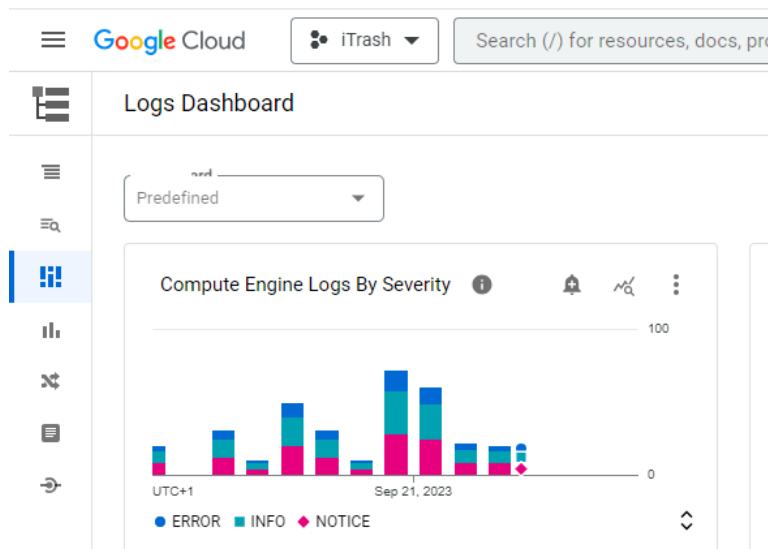 Google Cloud
iTrash
Search (/) for resources, docs,
Logs Dashboard
Predefined
Compute Engine Logs By Severity
100
0
UTC+1
Sep 21, 2023
ERROR
INFO
NOTICE